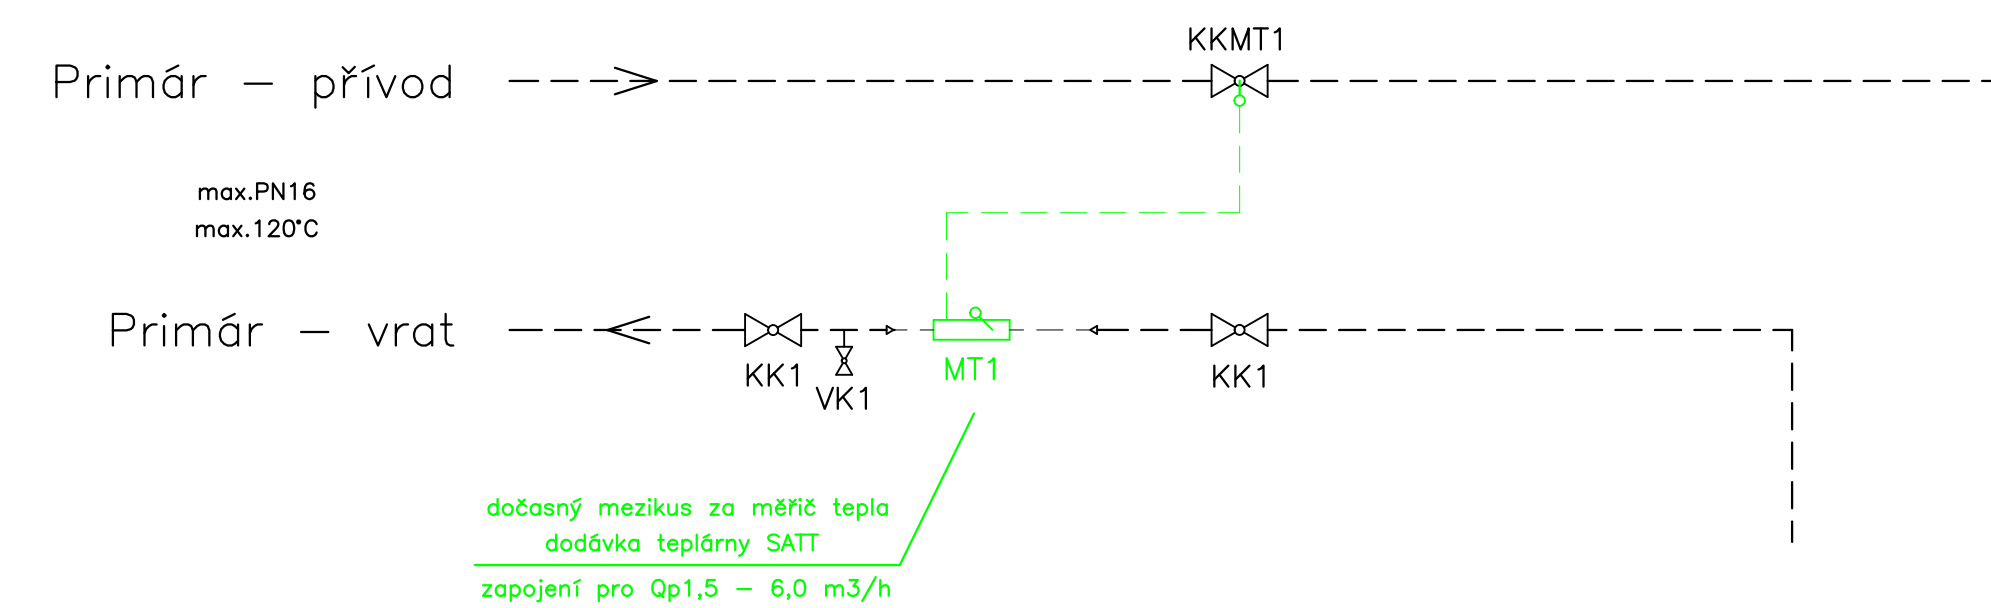 KKMT1
Primár – přívod
max.PN16
max.120°C
Primár – vrat
KK1
VK1
MT1
KK1
dočasný mezikus za měřič tepla
dodávka teplárny SATT
zapojení pro Qp1,5 – 6,0 m3/h